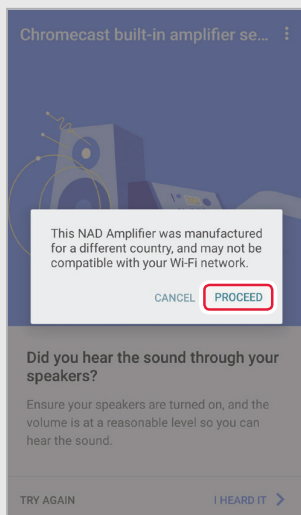 Chromecast built-in amplifier se...
This NAD Amplifier was manufactured
for a different country, and may not be
compatible with your Wi-Fi network.
CANCEL PROCEED
Did you hear the sound through your
speakers?
Ensure your speakers are turned on, and the
volume is at a reasonable level so you can
hear the sound.
TRY AGAIN I HEARD IT